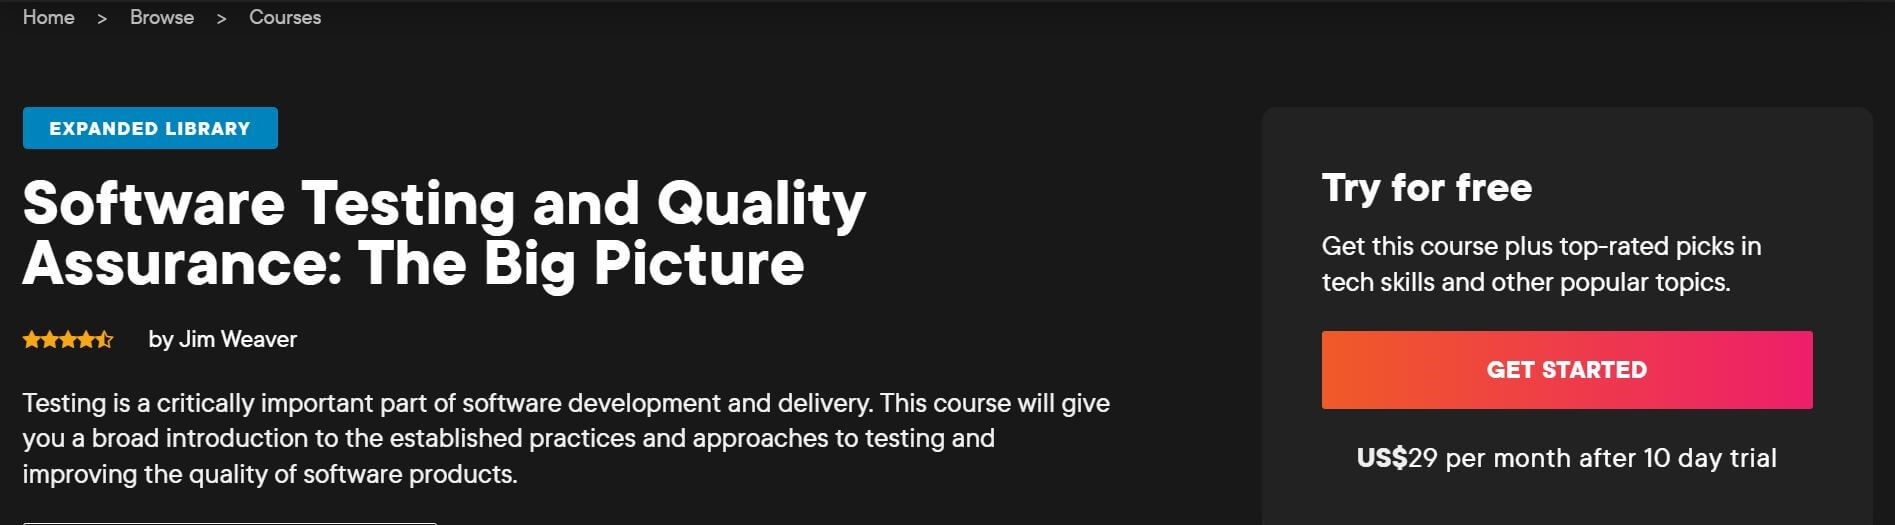 Home > Browse > Courses
EXPANDED LIBRARY
Software Testing and Quality
Assurance: The Big Picture
by Jim Weaver
Testing is a critically important part of software development and delivery. This course will give
you a broad introduction to the established practices and approaches to testing and
improving the quality of software products.
Try for free
Get this course plus top-rated picks in
tech skills and other popular topics.
GET STARTED
US$29 per month after 10 day trial